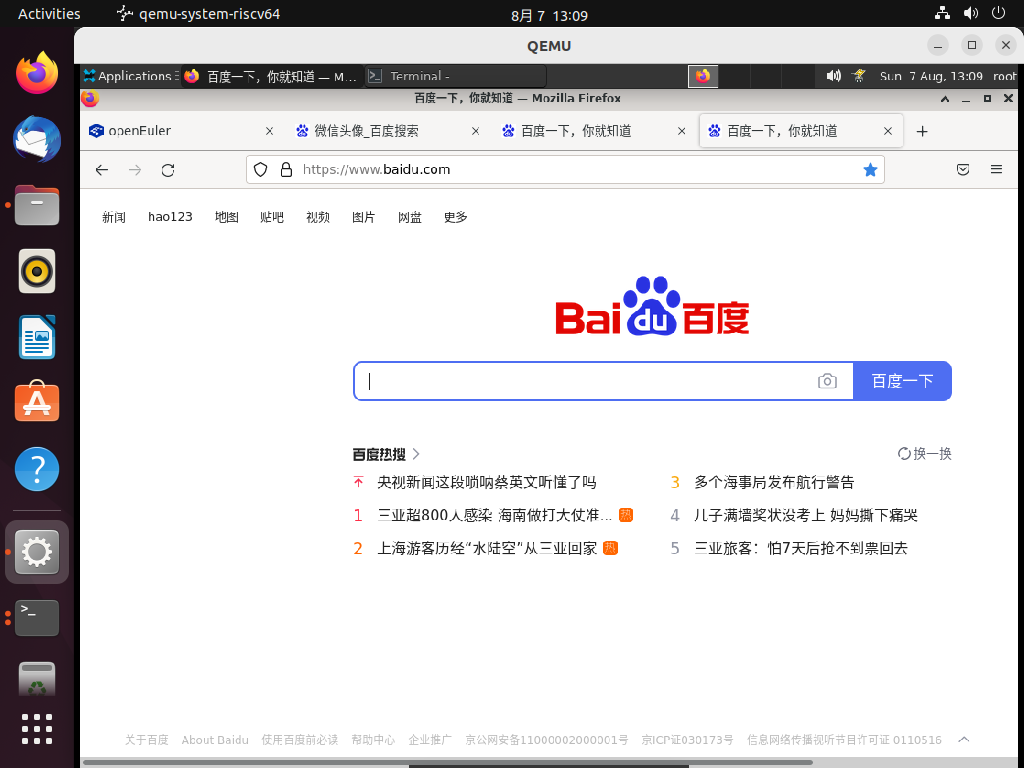 Activities qemu-system-riscv64 8月 7 13:09
QEMU
Applications 百度一下，你就知道 — M... Terminal - Sun 7 Aug, 13:09 root
百度一下，你就知道 — Mozilla Firefox
openEuler 微信头像_百度搜索 百度一下，你就知道 百度一下，你就知道
https://www.baidu.com
新闻 hao123 地图 贴吧 视频 图片 网盘 更多
Bai du 百度
百度一下
百度热搜 换一换
央视新闻这段唢呐蔡英文听懂了吗
3 多个海事局发布航行警告
1 三亚超800人感染 海南做打大仗准... 热
4 儿子满墙奖状没考上 妈妈撕下痛哭
2 上海游客历经“水陆空”从三亚回家 热
5 三亚旅客：怕7天后抢不到票回去
关于百度 About Baidu 使用百度前必读 帮助中心 企业推广 京公网安备11000002000001号 京ICP证030173号 信息网络传播视听节目许可证 0110516